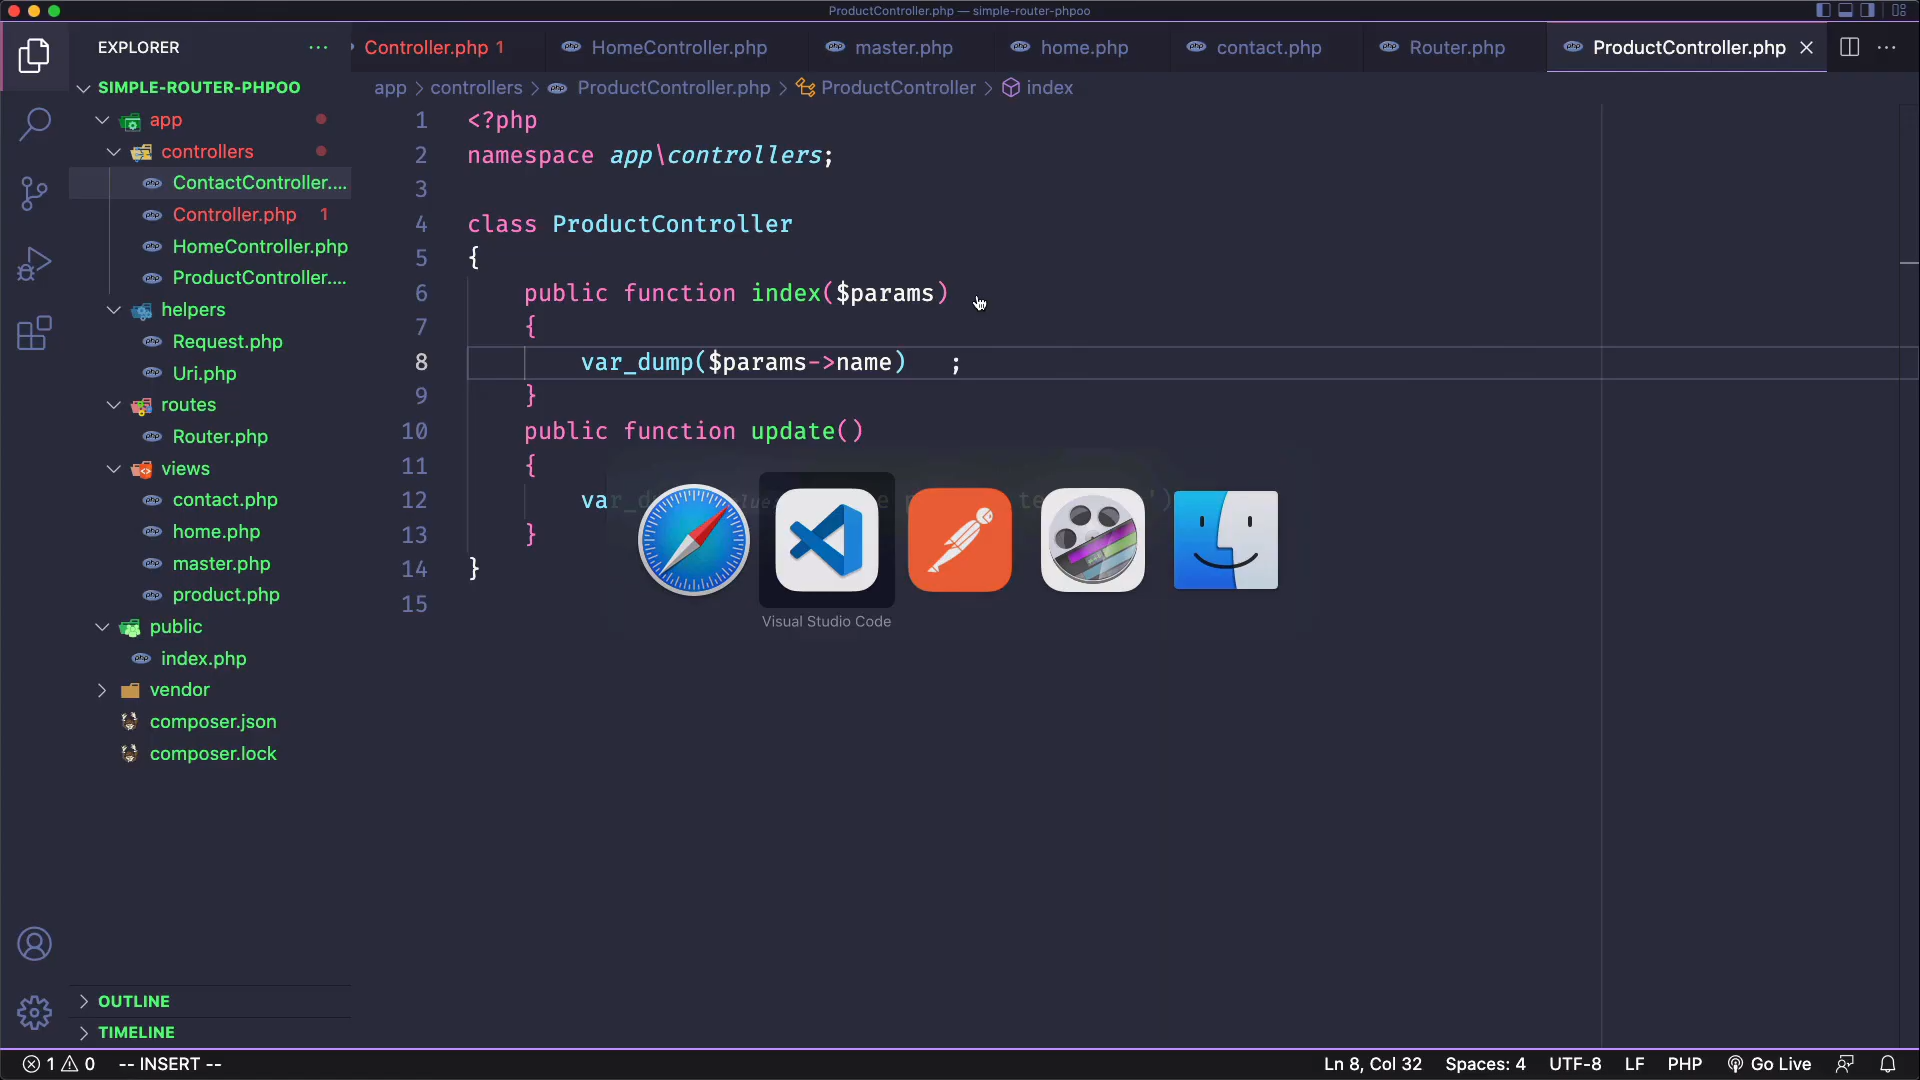 ProductController.php — simple-router-phpoo
EXPLORER
Controller.php 1
HomeController.php
master.php
home.php
contact.php
Router.php
ProductController.php
SIMPLE-ROUTER-PHPOO
app > controllers > ProductController.php > ProductController > index
app
controllers
ContactController....
Controller.php 1
HomeController.php
ProductController....
helpers
Request.php
Uri.php
routes
Router.php
views
contact.php
home.php
master.php
product.php
public
index.php
vendor
composer.json
composer.lock
OUTLINE
TIMELINE
1 <?php
2 namespace app\controllers;
3
4 class ProductController
5 {
6 public function index($params)
7 {
8 var_dump($params->name)   ;
9 }
10 public function update()
11 {
12
13 }
14 }
15
Visual Studio Code
1 0 -- INSERT --
Ln 8, Col 32
Spaces: 4
UTF-8
LF
PHP
Go Live